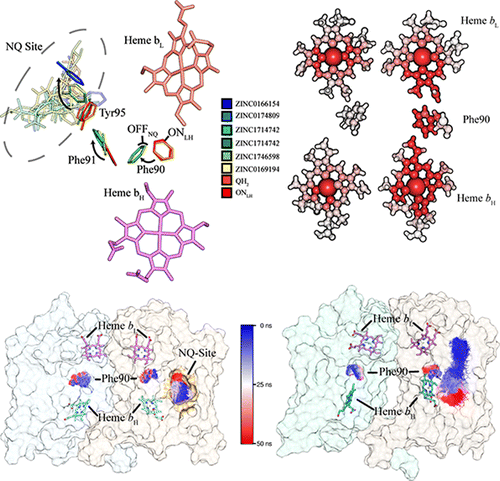 NQ Site
Heme bL
Tyr95
OFFNQ ONLH
Phe91
Phe90
Heme bH
ZINC0166154
ZINC0174809
ZINC1714742
ZINC1714742
ZINC1746598
ZINC0169194
QH2
ONLH
Heme bL
Phe90
Heme bH
Heme bL
NQ-Site
Phe90
Heme bH
0 ns
25 ns
50 ns
Heme bL
Phe90
Heme bH